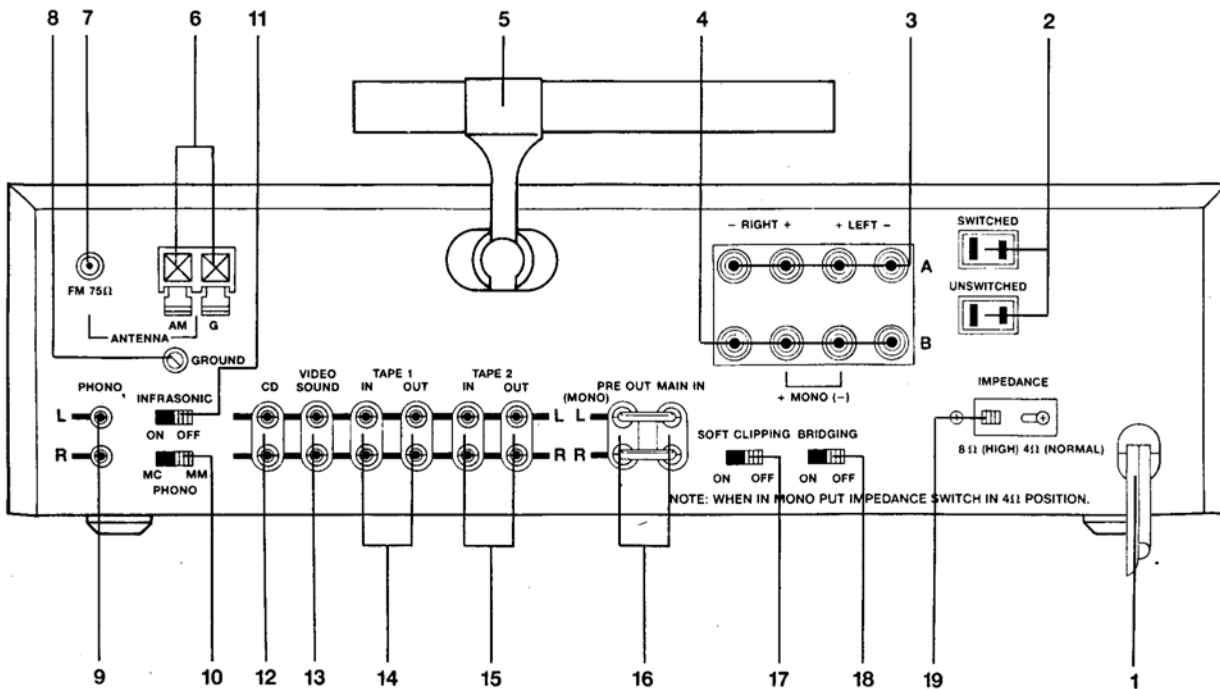 8 7 6 11 5 4 3 2
− RIGHT + + LEFT −
SWITCHED
A
FM 75Ω
UNSWITCHED
AM G
ANTENNA
B
GROUND
PHONO
INFRASONIC
CD
VIDEO SOUND
TAPE 1
IN OUT
TAPE 2
IN OUT
PRE OUT MAIN IN
(MONO)
+ MONO (−)
IMPEDANCE
L
ON OFF
L L
SOFT CLIPPING BRIDGING
8Ω (HIGH) 4Ω (NORMAL)
R
MC MM
PHONO
R R
ON OFF
ON OFF
NOTE: WHEN IN MONO PUT IMPEDANCE SWITCH IN 4Ω POSITION.
9 10 12 13 14 15 16 17 18 19 1